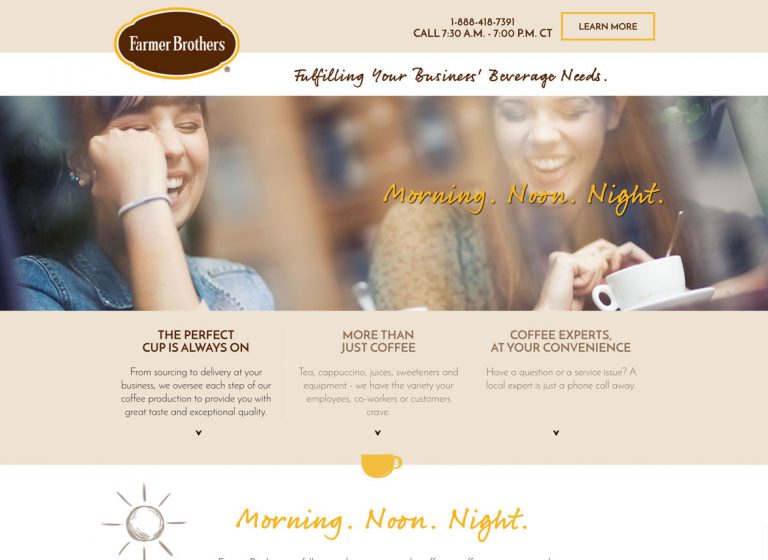 Farmer Brothers
®
1-888-418-7391
CALL 7:30 A.M. - 7:00 P.M. CT
LEARN MORE
Fulfilling Your Business' Beverage Needs.
Morning. Noon. Night.
THE PERFECT
CUP IS ALWAYS ON
From sourcing to delivery at your
business, we oversee each step of our
coffee production to provide you with
great taste and exceptional quality.
MORE THAN
JUST COFFEE
Tea, cappuccino, juices, sweeteners and
equipment - we have the variety your
employees, co-workers or customers
crave.
COFFEE EXPERTS,
AT YOUR CONVENIENCE
Have a question or a service issue? A
local expert is just a phone call away.
Morning. Noon. Night.